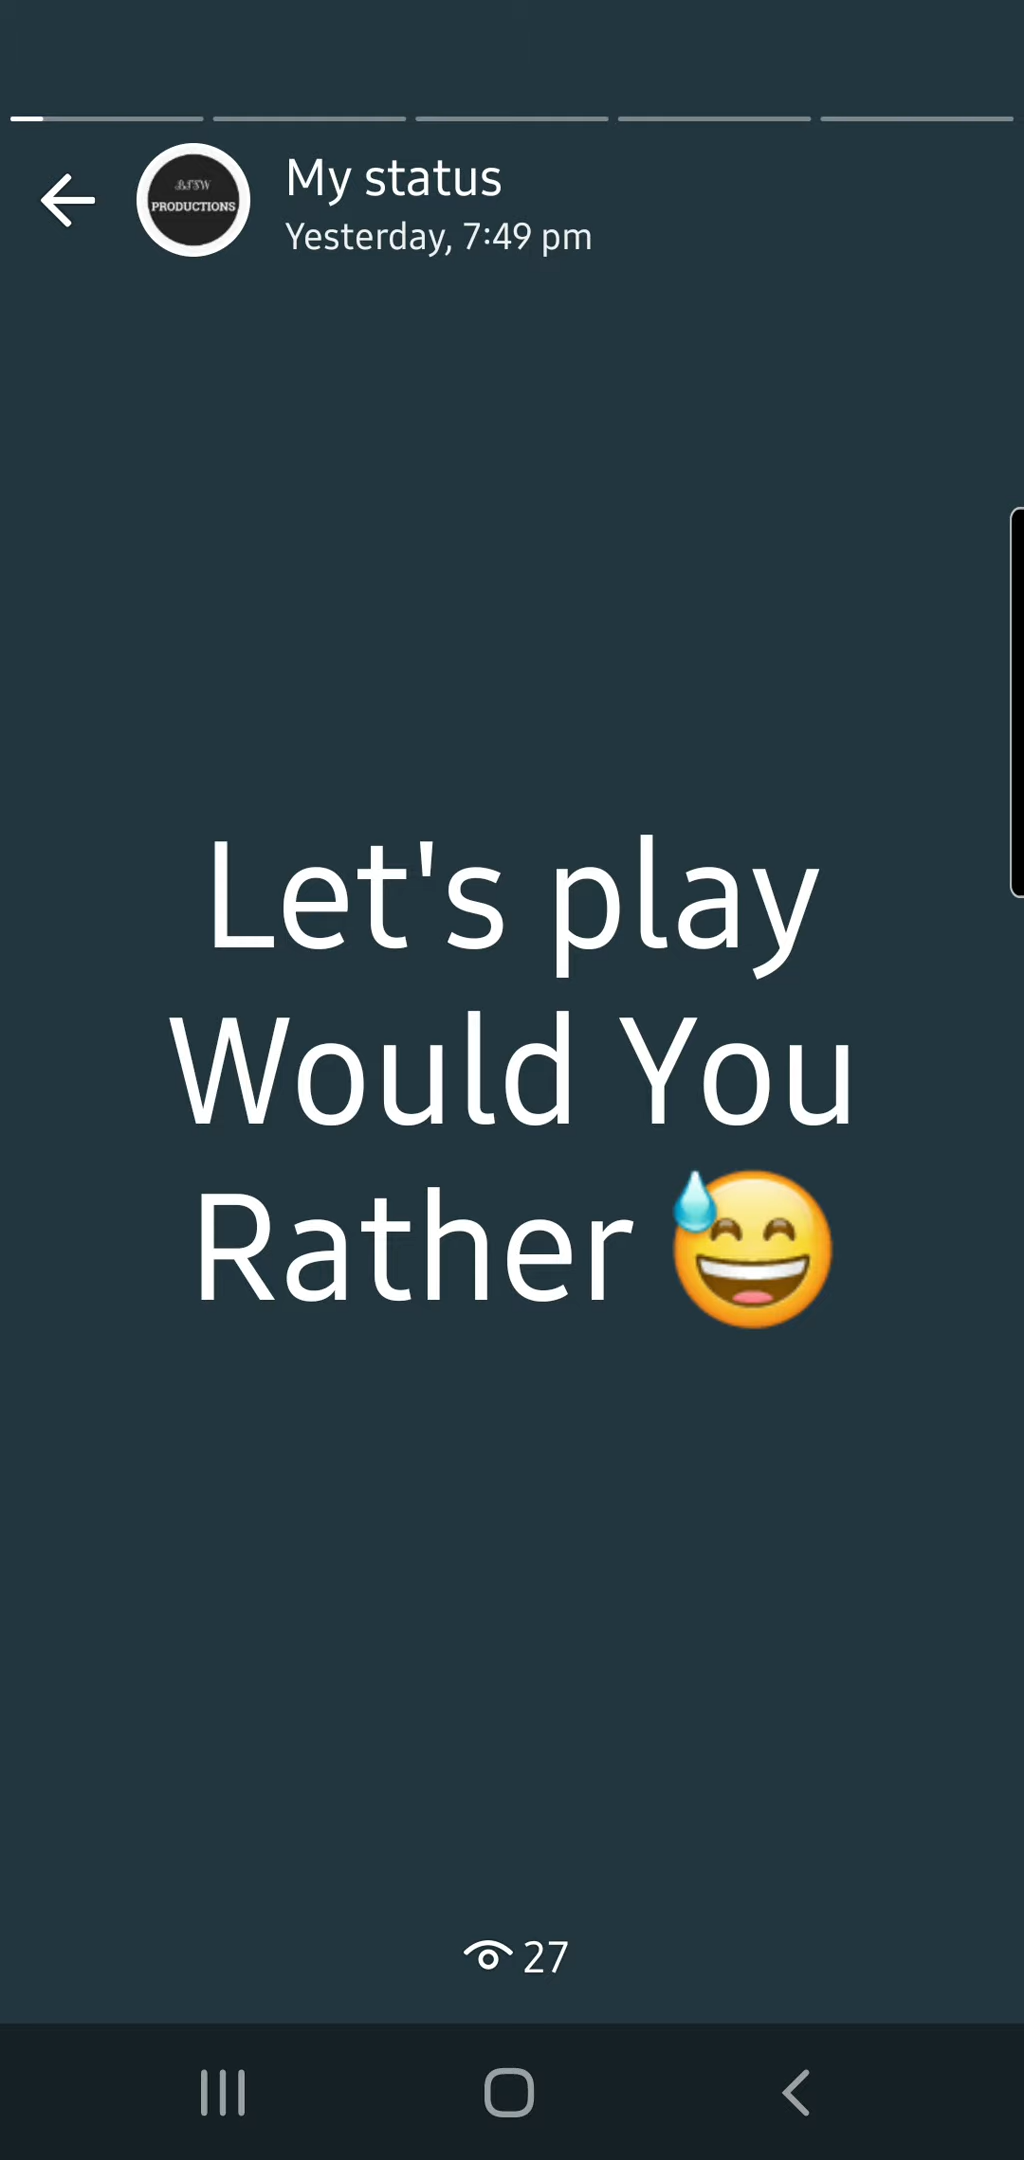 PRODUCTIONS
My status
Yesterday, 7:49 pm
Let's play
Would You
Rather 😅
27